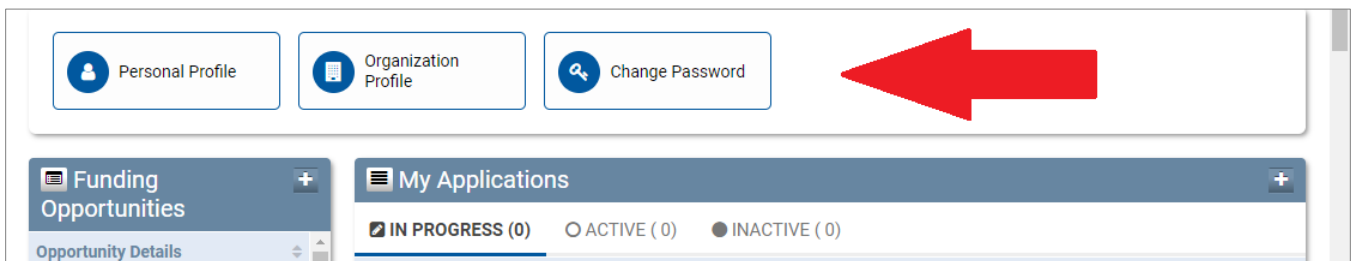 Personal Profile
Organization
Profile
Change Password
Funding
Opportunities
My Applications
IN PROGRESS (0)
ACTIVE ( 0)
INACTIVE ( 0)
Opportunity Details